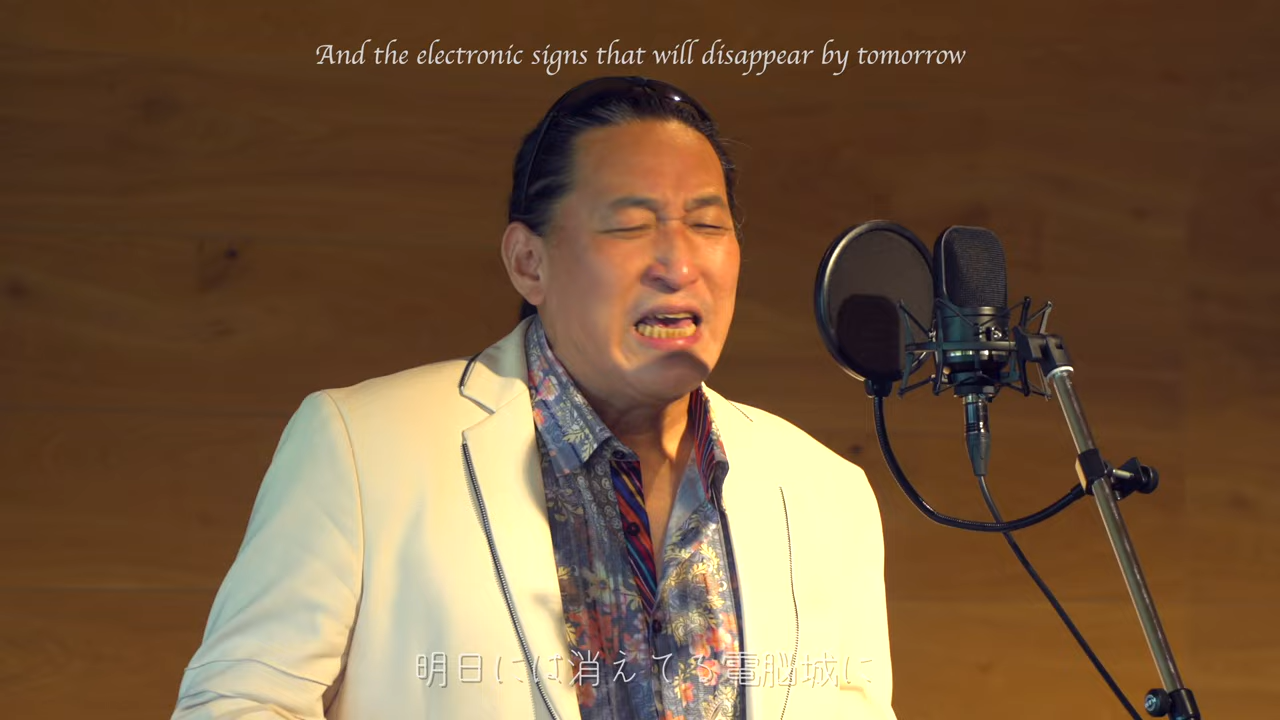 And the electronic signs that will disappear by tomorrow
明日には消えてる電脳城に